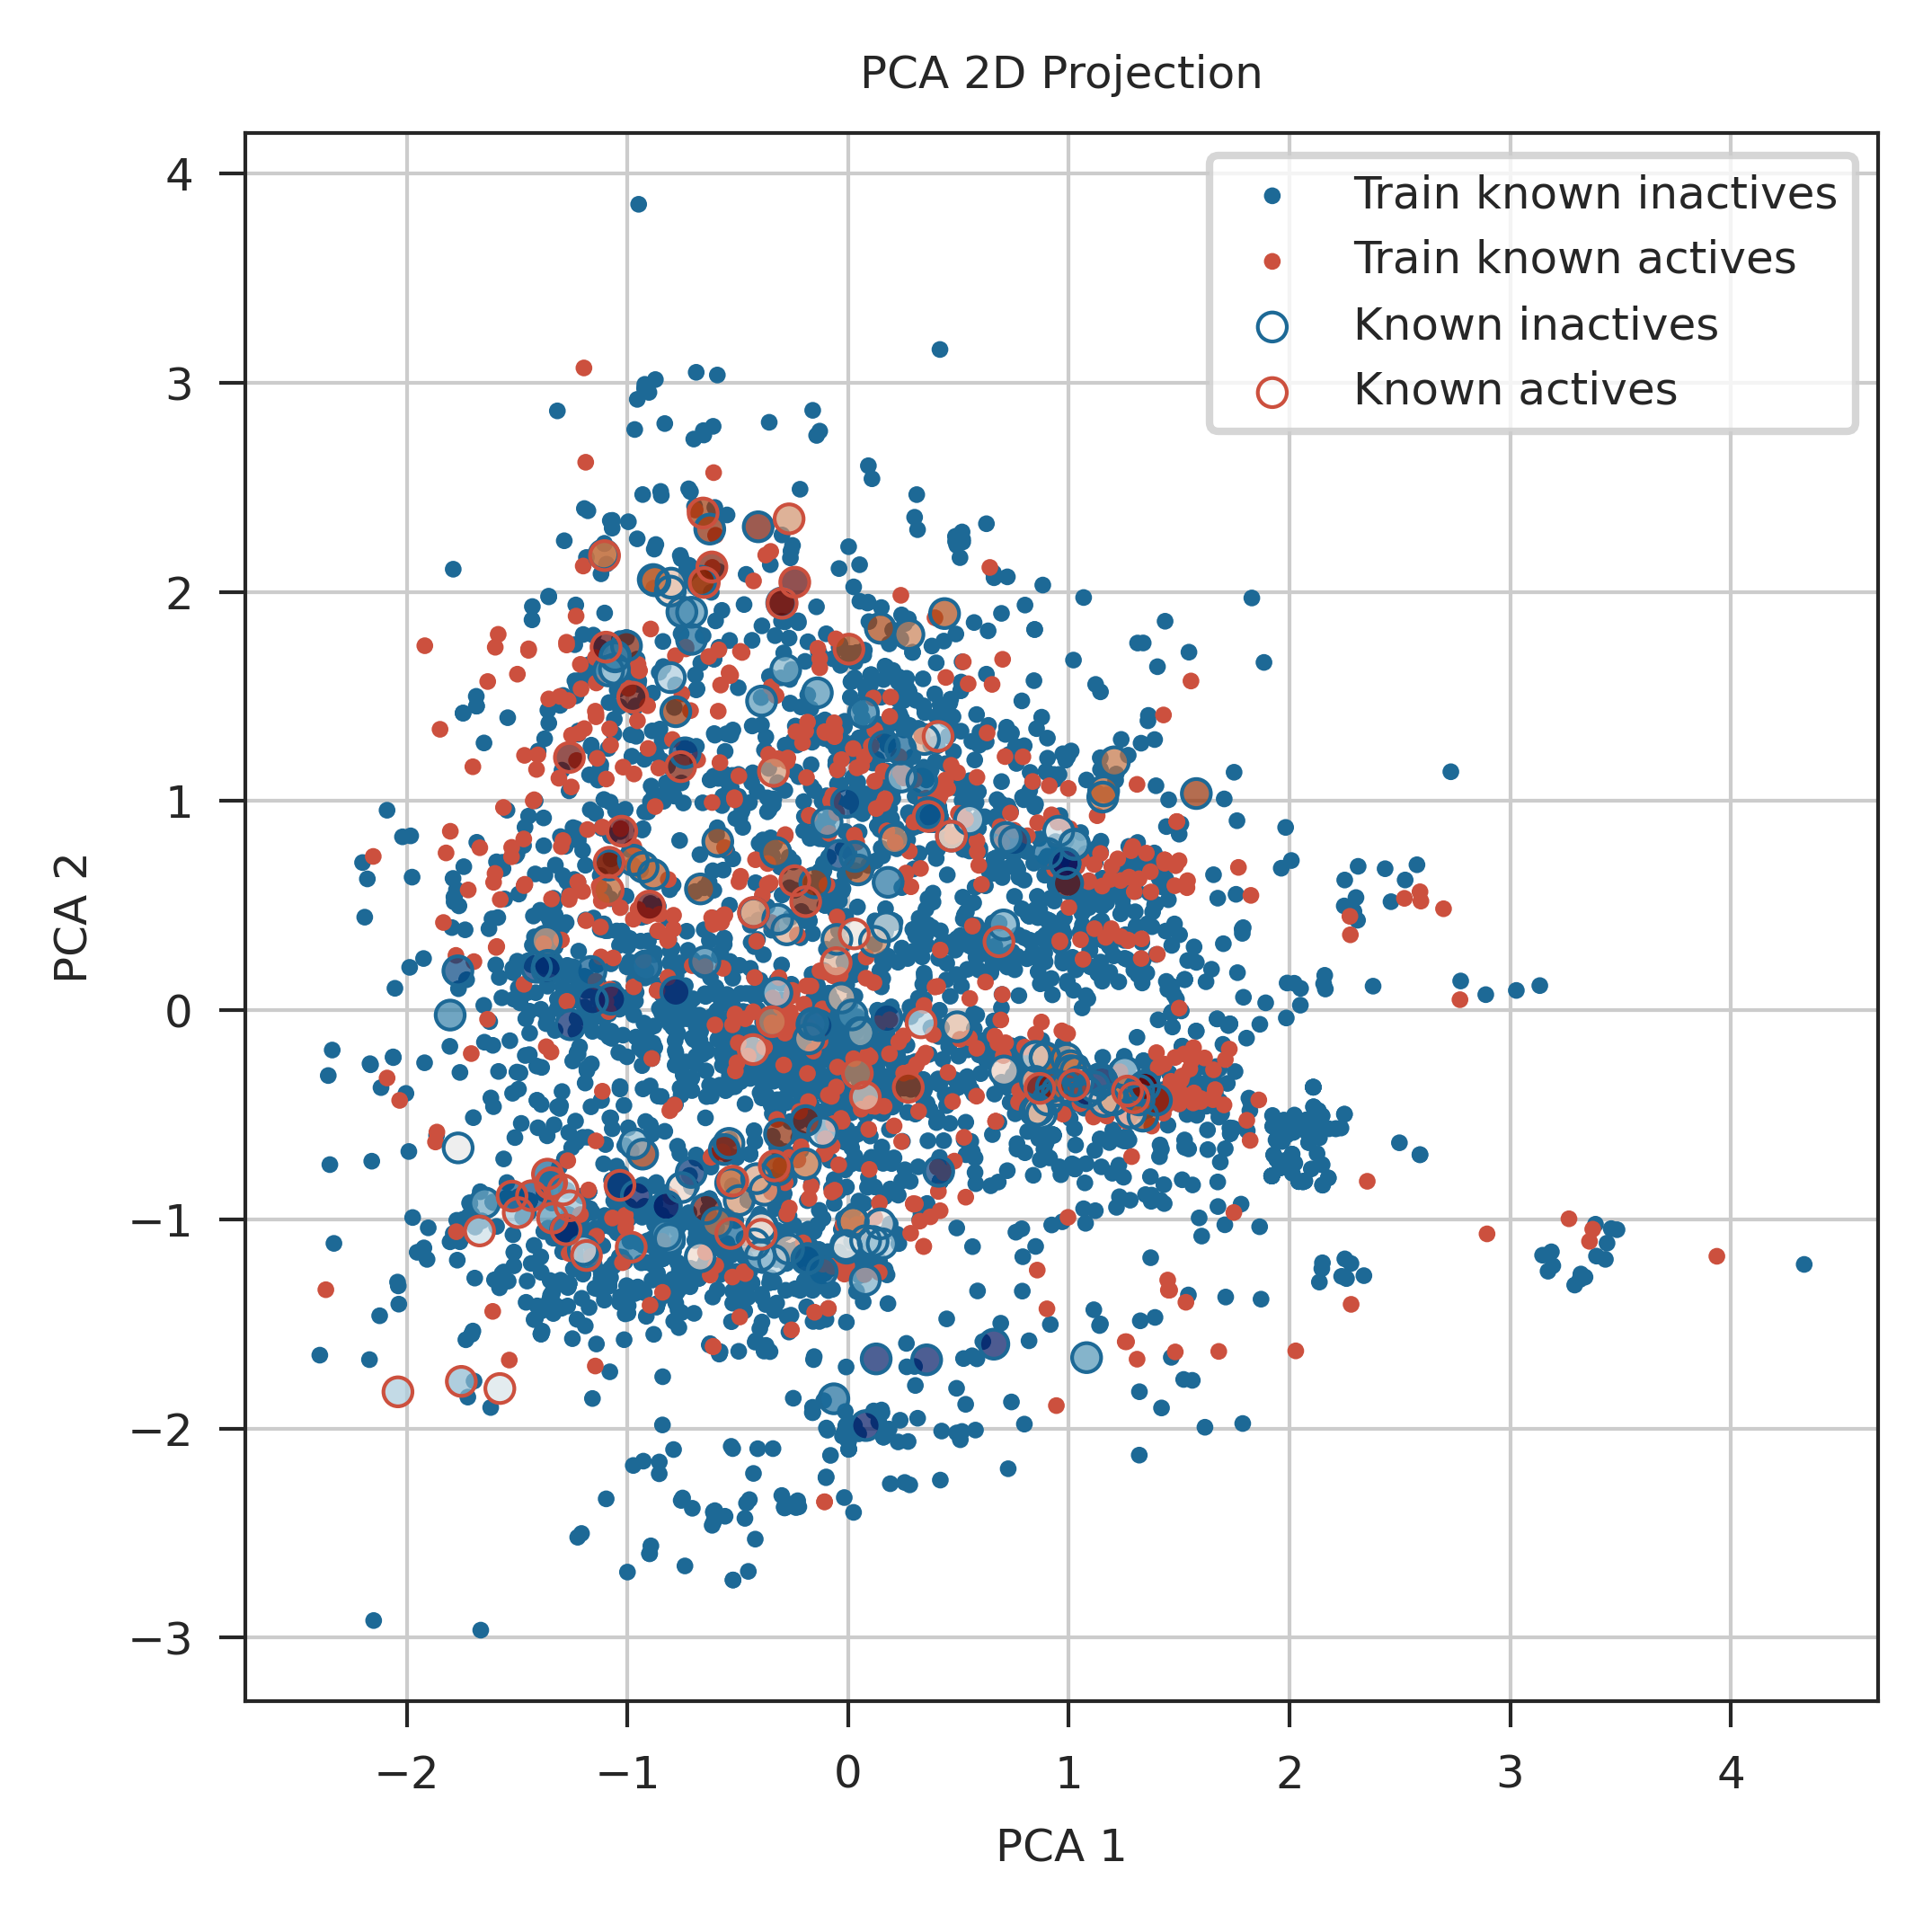 PCA 2D Projection
Train known inactives
Train known actives
Known inactives
Known actives
4
3
2
1
0
−1
−2
−3
PCA 2
−2
−1
0
1
2
3
4
PCA 1